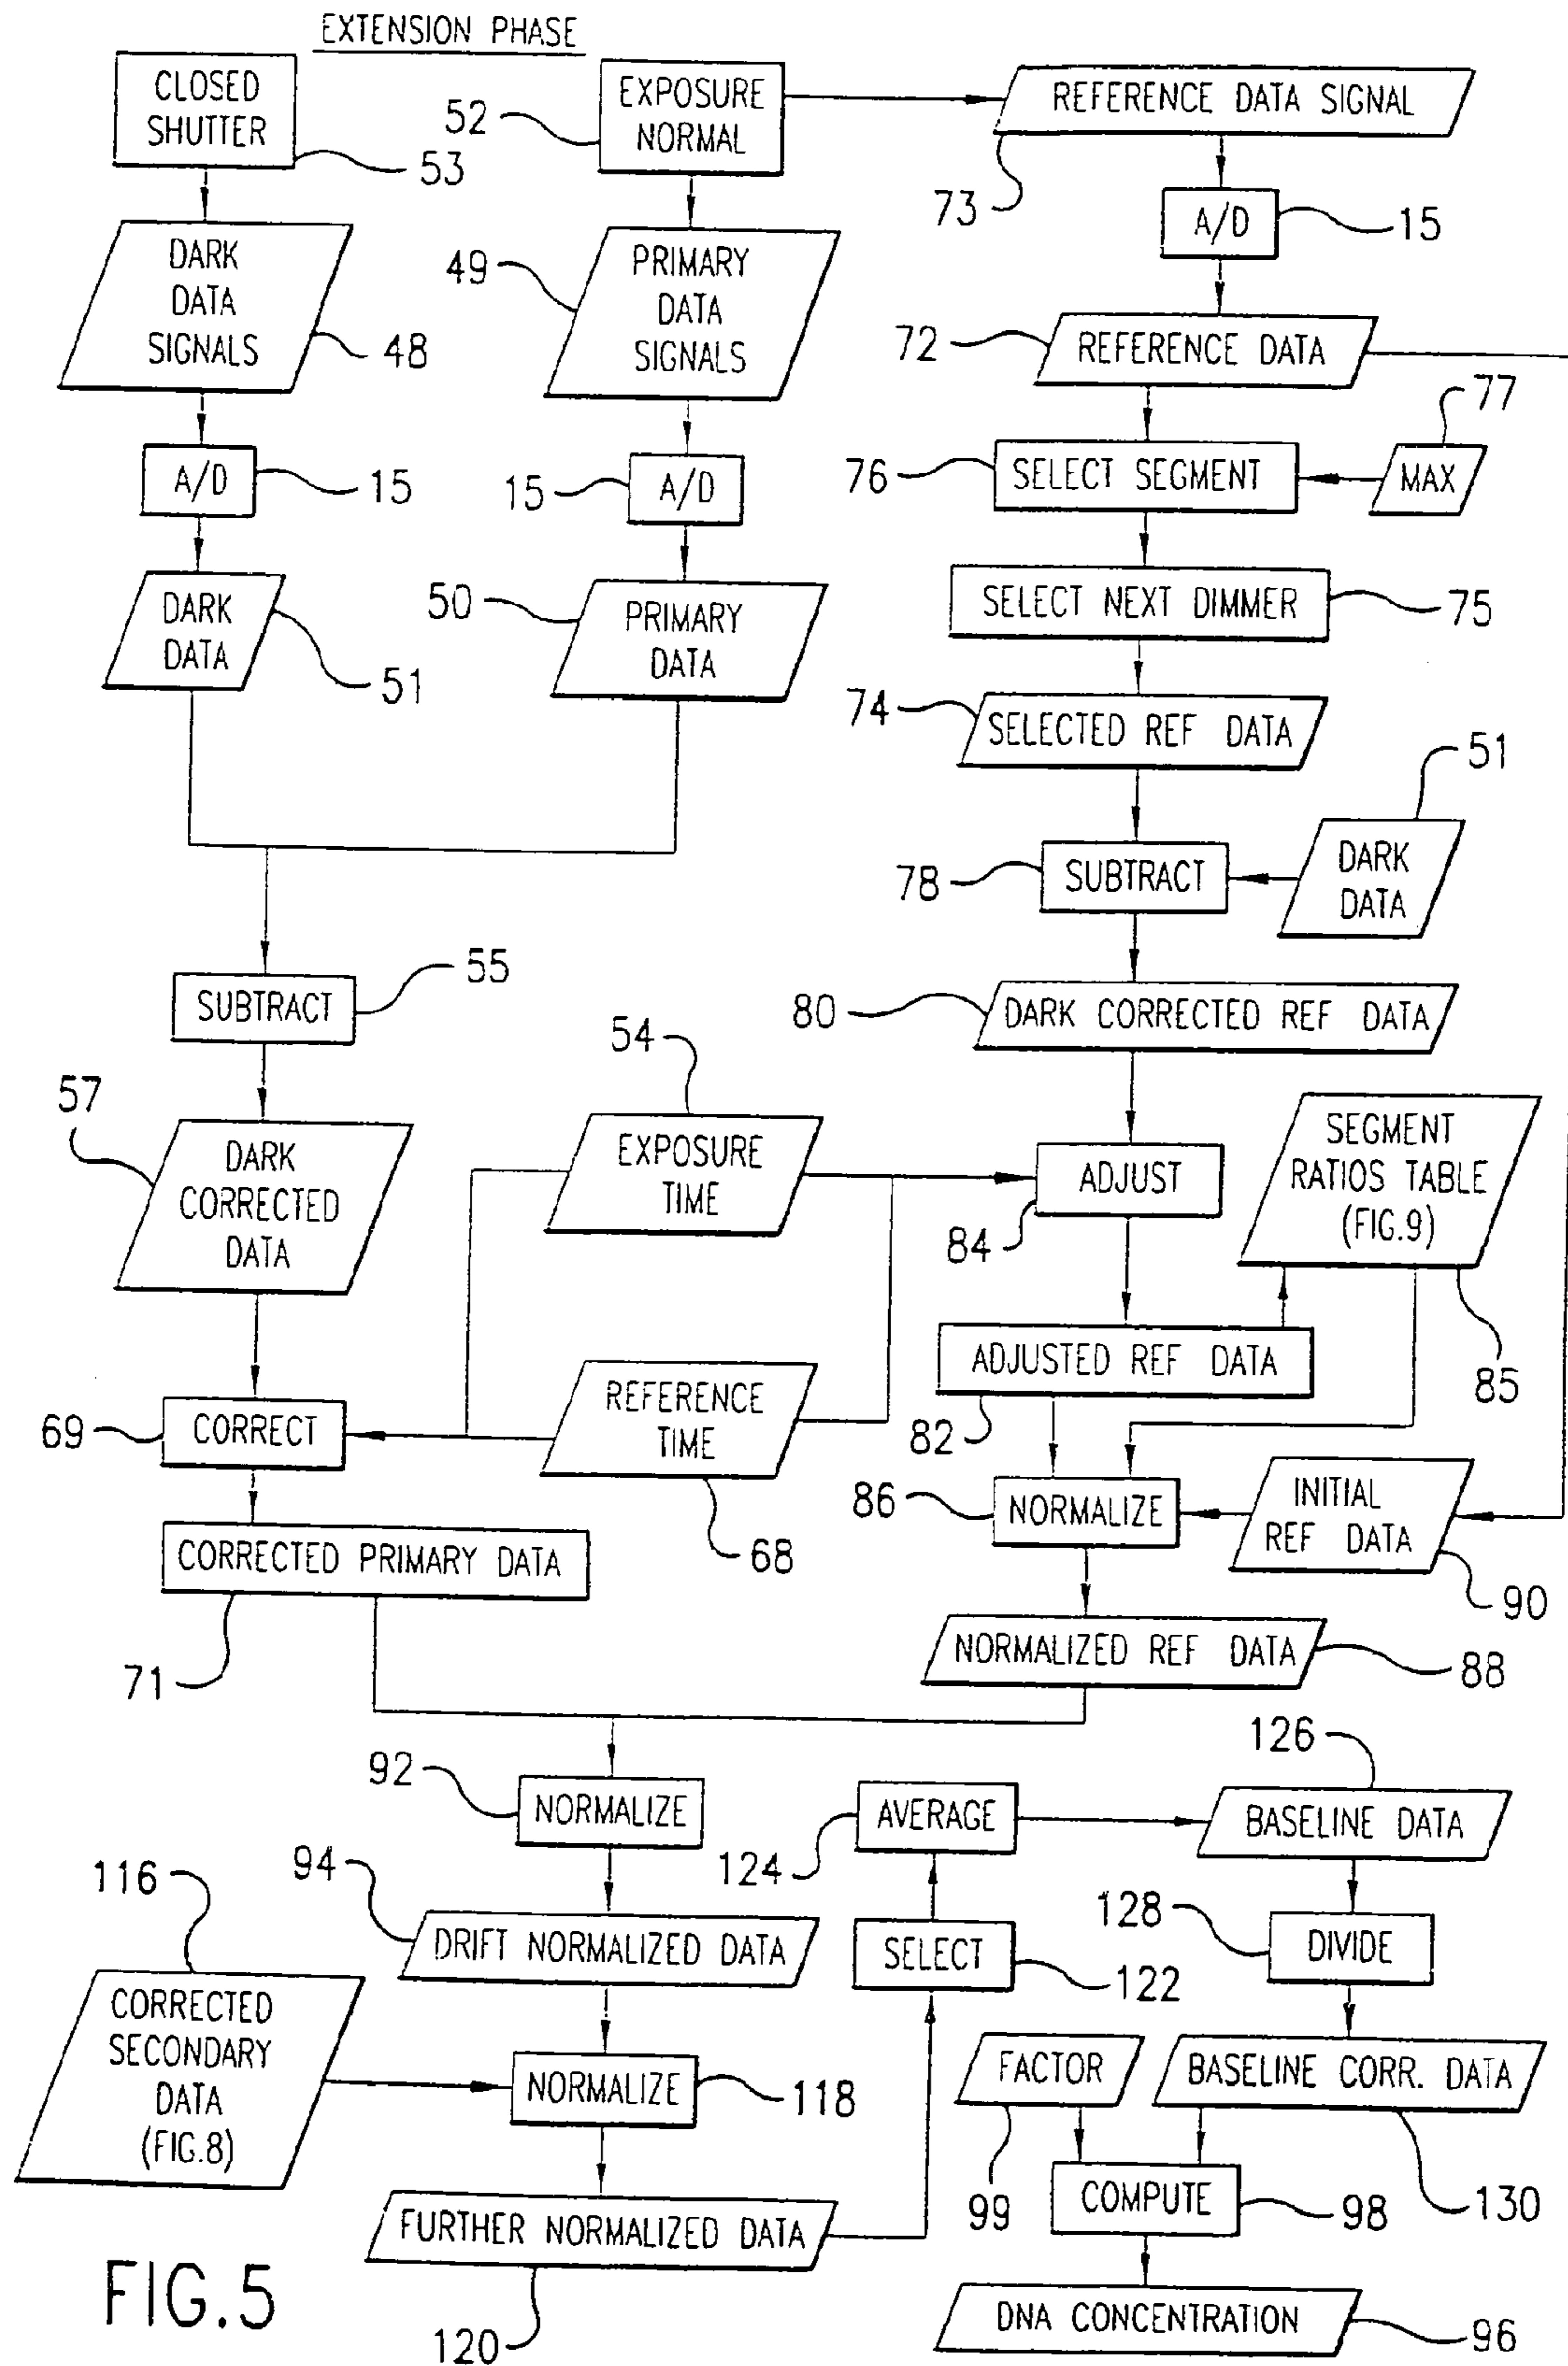 EXTENSION PHASE
CLOSED
SHUTTER
53
52
EXPOSURE
NORMAL
REFERENCE DATA SIGNAL
73
A/D
15
DARK
DATA
SIGNALS
48
49
PRIMARY
DATA
SIGNALS
72
REFERENCE DATA
77
A/D
15
15
A/D
76
SELECT SEGMENT
MAX
DARK
DATA
51
50
PRIMARY
DATA
SELECT NEXT DIMMER
75
74
SELECTED REF DATA
51
78
SUBTRACT
DARK
DATA
SUBTRACT
55
80
DARK CORRECTED REF DATA
57
DARK
CORRECTED
DATA
54
EXPOSURE
TIME
ADJUST
84
SEGMENT
RATIOS TABLE
(FIG.9)
85
ADJUSTED REF DATA
82
69
CORRECT
REFERENCE
TIME
68
86
NORMALIZE
INITIAL
REF DATA
90
CORRECTED PRIMARY DATA
71
NORMALIZED REF DATA
88
92
NORMALIZE
124
AVERAGE
126
BASELINE DATA
94
DRIFT NORMALIZED DATA
SELECT
122
128
DIVIDE
116
CORRECTED
SECONDARY
DATA
(FIG.8)
NORMALIZE
118
FACTOR
99
BASELINE CORR. DATA
130
COMPUTE
98
FURTHER NORMALIZED DATA
120
DNA CONCENTRATION
96
FIG.5